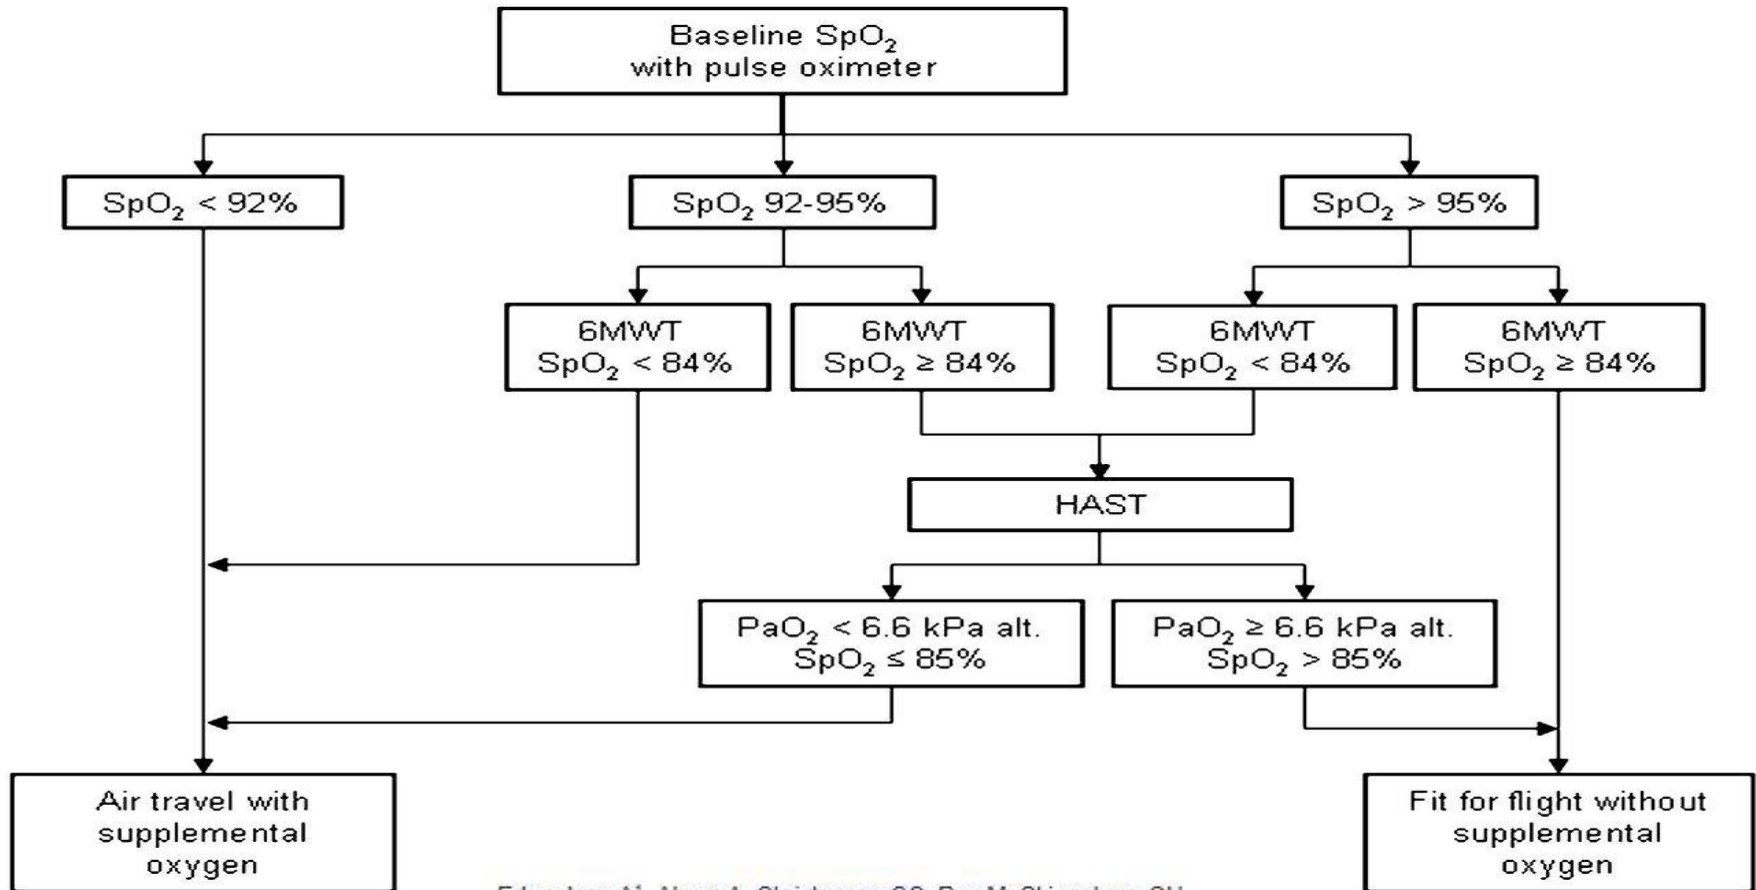 Baseline SpO₂
with pulse oximeter
SpO₂ < 92%
SpO₂ 92-95%
SpO₂ > 95%
6MWT
SpO₂ < 84%
6MWT
SpO₂ ≥ 84%
6MWT
SpO₂ < 84%
6MWT
SpO₂ ≥ 84%
HAST
PaO₂ < 6.6 kPa alt.
SpO₂ ≤ 85%
PaO₂ ≥ 6.6 kPa alt.
SpO₂ > 85%
Air travel with
supplemental
oxygen
Fit for flight without
supplemental
oxygen